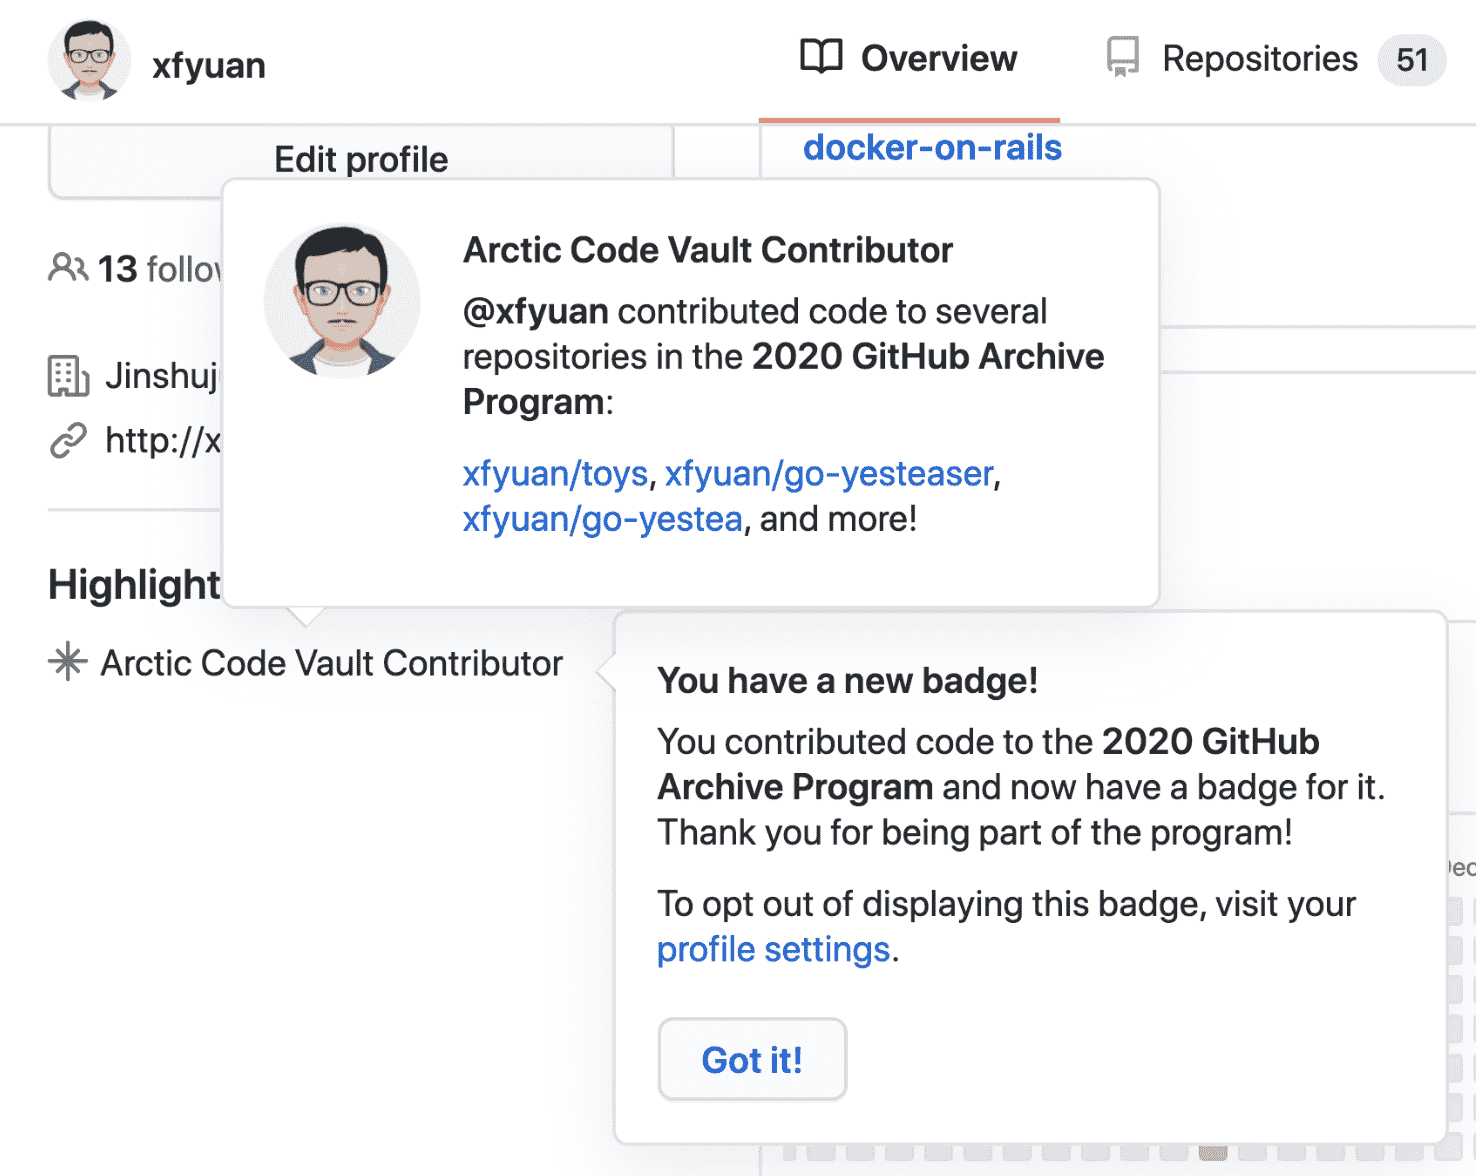 xfyuan
Overview
Repositories 51
Edit profile
docker-on-rails
13
Arctic Code Vault Contributor
@xfyuan contributed code to several
repositories in the 2020 GitHub Archive
Program:
xfyuan/toys, xfyuan/go-yesteaser,
xfyuan/go-yestea, and more!
Jinshuj
http://x
Highlight
Arctic Code Vault Contributor
You have a new badge!
You contributed code to the 2020 GitHub
Archive Program and now have a badge for it.
Thank you for being part of the program!
To opt out of displaying this badge, visit your
profile settings.
Got it!